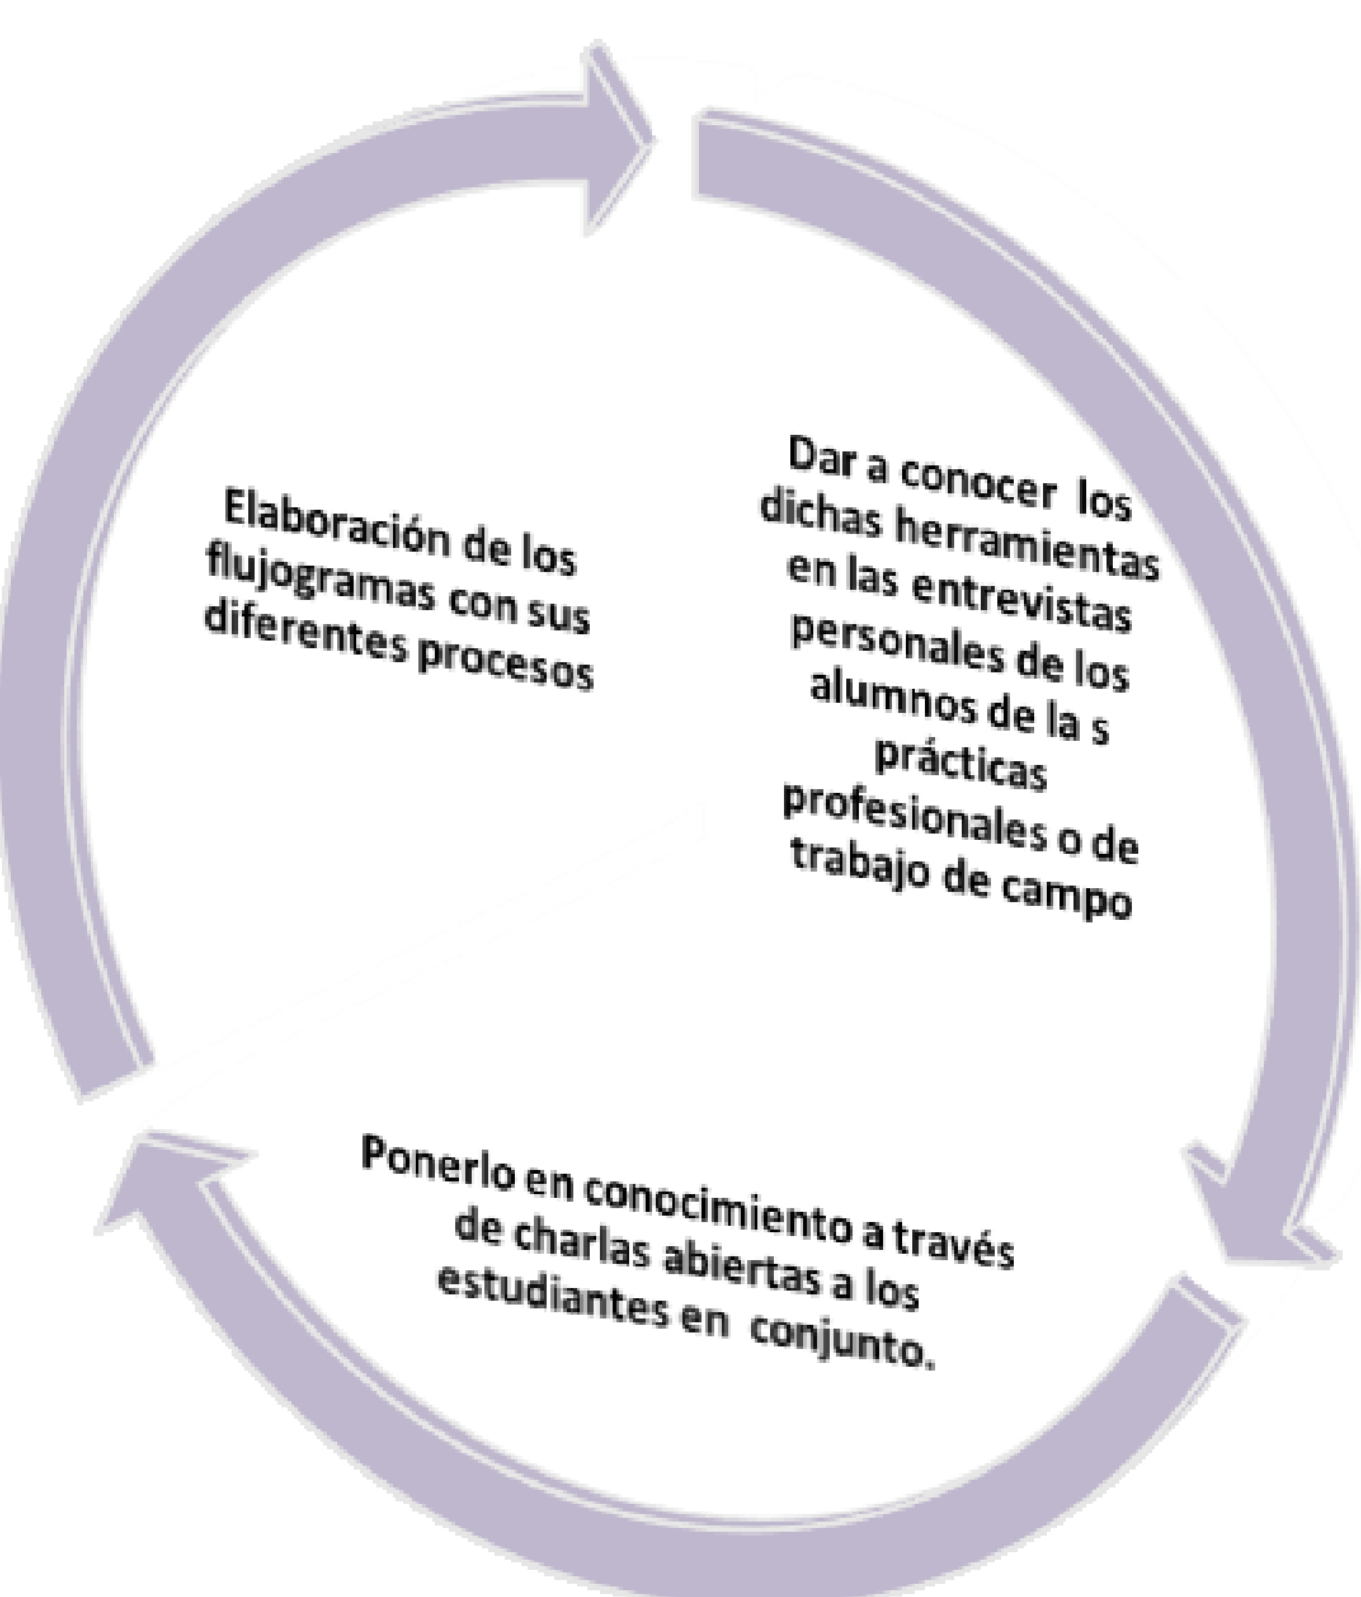 Elaboración de los
flujogramas con sus
diferentes procesos
Dar a conocer los
dichas herramientas
en las entrevistas
personales de los
alumnos de la s
prácticas
profesionales o de
trabajo de campo
Ponerlo en conocimiento a través
de charlas abiertas a los
estudiantes en conjunto.